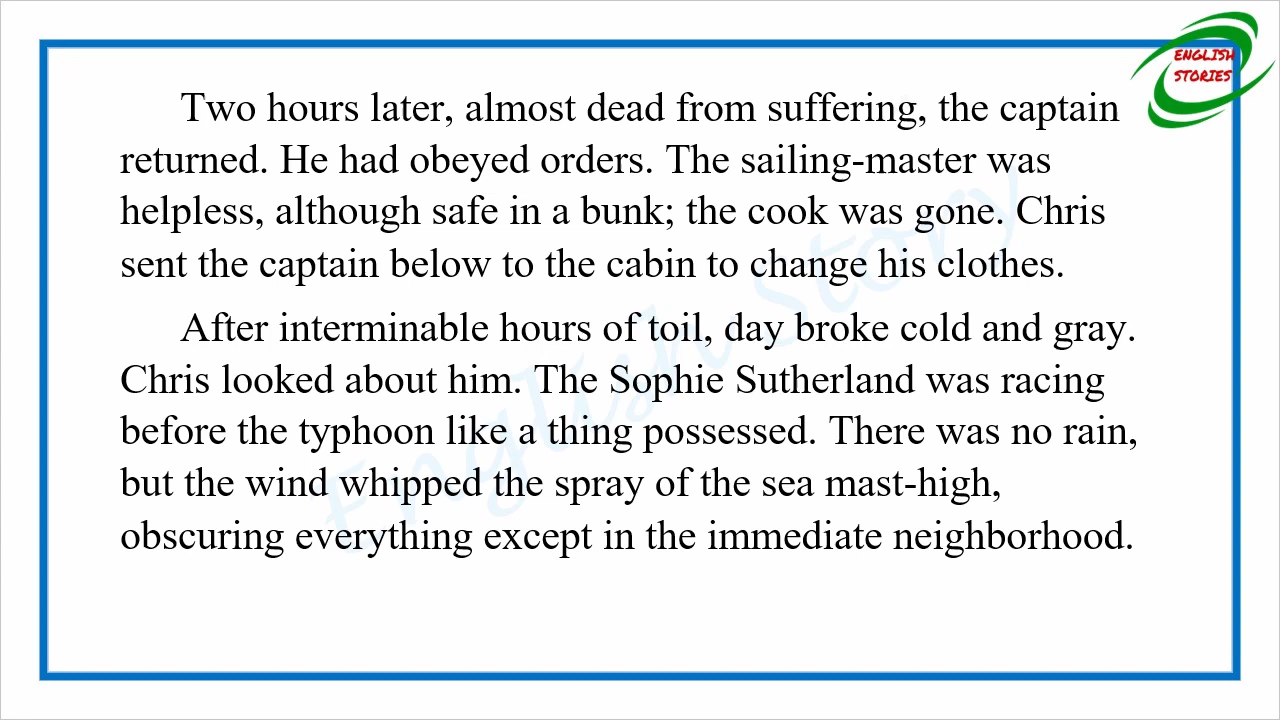 ENGLISH
STORIES
Two hours later, almost dead from suffering, the captain
returned. He had obeyed orders. The sailing-master was
helpless, although safe in a bunk; the cook was gone. Chris
sent the captain below to the cabin to change his clothes.
After interminable hours of toil, day broke cold and gray.
Chris looked about him. The Sophie Sutherland was racing
before the typhoon like a thing possessed. There was no rain,
but the wind whipped the spray of the sea mast-high,
obscuring everything except in the immediate neighborhood.
English Story